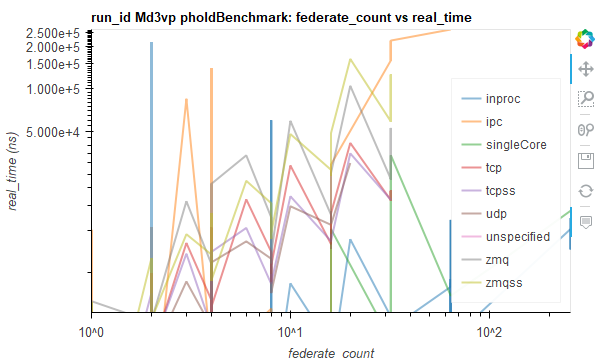 run_id Md3vp pholdBenchmark: federate_count vs real_time
2.500e+5
2.000e+5
1.500e+5
1.000e+5
5.000e+4
real_time (ns)
inproc
ipc
singleCore
tcp
tcpss
udp
unspecified
zmq
zmqss
10^0
10^1
10^2
federate_count